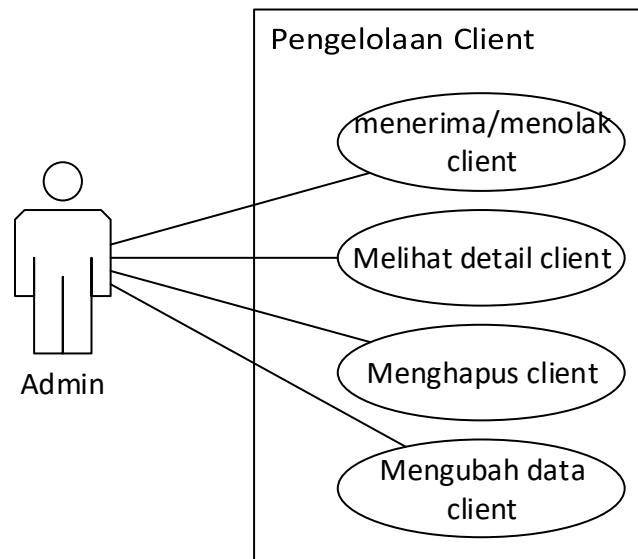 Pengelolaan Client
menerima/menolak
client
Melihat detail client
Menghapus client
Admin
Mengubah data
client